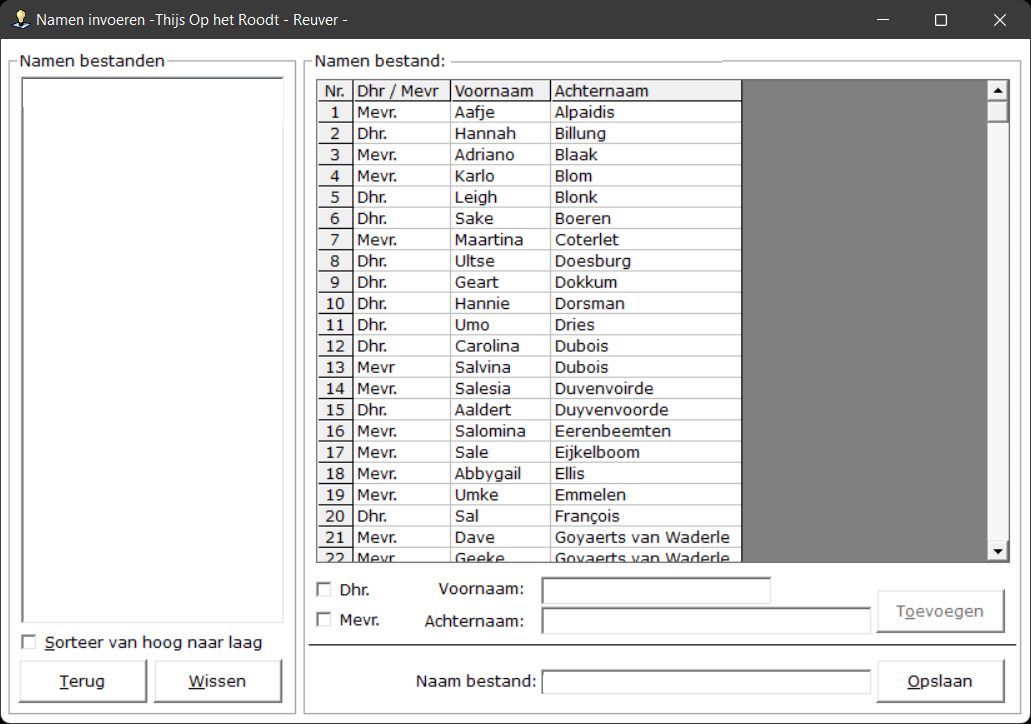 Namen invoeren -Thijs Op het Roodt - Reuver -
Namen bestanden
Sorteer van hoog naar laag
Terug Wissen
Namen bestand:
Nr. Dhr / Mevr Voornaam Achternaam
1 Mevr. Aafje Alpaidis
2 Dhr. Hannah Billung
3 Mevr. Adriano Blaak
4 Mevr. Karlo Blom
5 Dhr. Leigh Blonk
6 Dhr. Sake Boeren
7 Mevr. Maartina Coterlet
8 Dhr. Ultse Doesburg
9 Dhr. Geart Dokkum
10 Dhr. Hannie Dorsman
11 Dhr. Umo Dries
12 Dhr. Carolina Dubois
13 Mevr Salvina Dubois
14 Mevr. Salesia Duvenvoirde
15 Dhr. Aaldert Duyvenvoorde
16 Mevr. Salomina Eerenbeemten
17 Mevr. Sale Eijkelboom
18 Mevr. Abbygail Ellis
19 Mevr. Umke Emmelen
20 Dhr. Sal François
21 Mevr. Dave Goyaerts van Waderle
22 Mevr. Geeke Goyaerts van Waderle
Dhr. Voornaam:
Mevr. Achternaam:
Toevoegen
Naam bestand: Opslaan